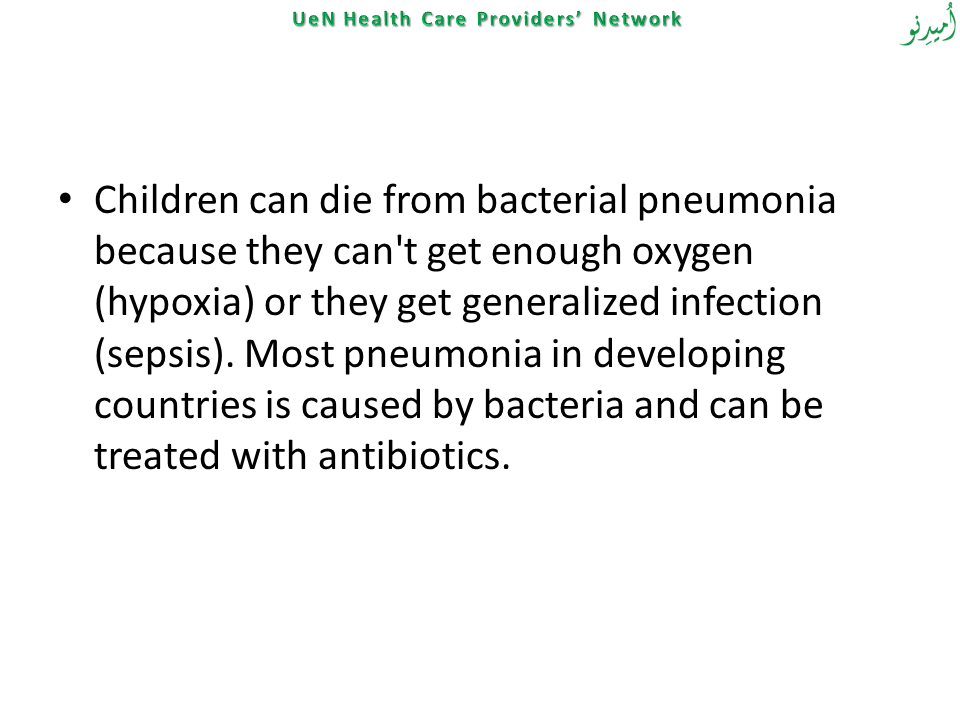 UeN Health Care Providers’ Network
اُمیدِنو
• Children can die from bacterial pneumonia
because they can't get enough oxygen
(hypoxia) or they get generalized infection
(sepsis). Most pneumonia in developing
countries is caused by bacteria and can be
treated with antibiotics.